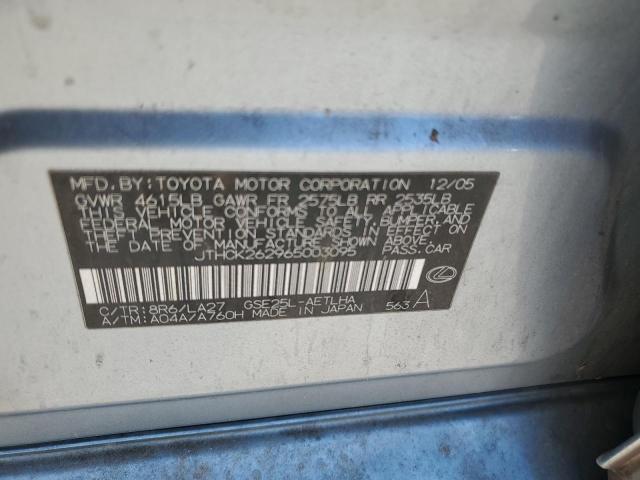 MFD. BY: TOYOTA MOTOR CORPORATION 12/05
GVWR 4615LB GAWR FR 2575LB RR 2535LB
THIS VEHICLE CONFORMS TO ALL APPLICABLE
FEDERAL MOTOR VEHICLE SAFETY, BUMPER, AND
THEFT PREVENTION STANDARDS IN EFFECT ON
THE DATE OF MANUFACTURE SHOWN ABOVE.
JTHCK262965003095 PASS.CAR
C/TR: 8R6/LA27 GSE25L-AETLHA
A/TM: A04A/A760H MADE IN JAPAN 563 A